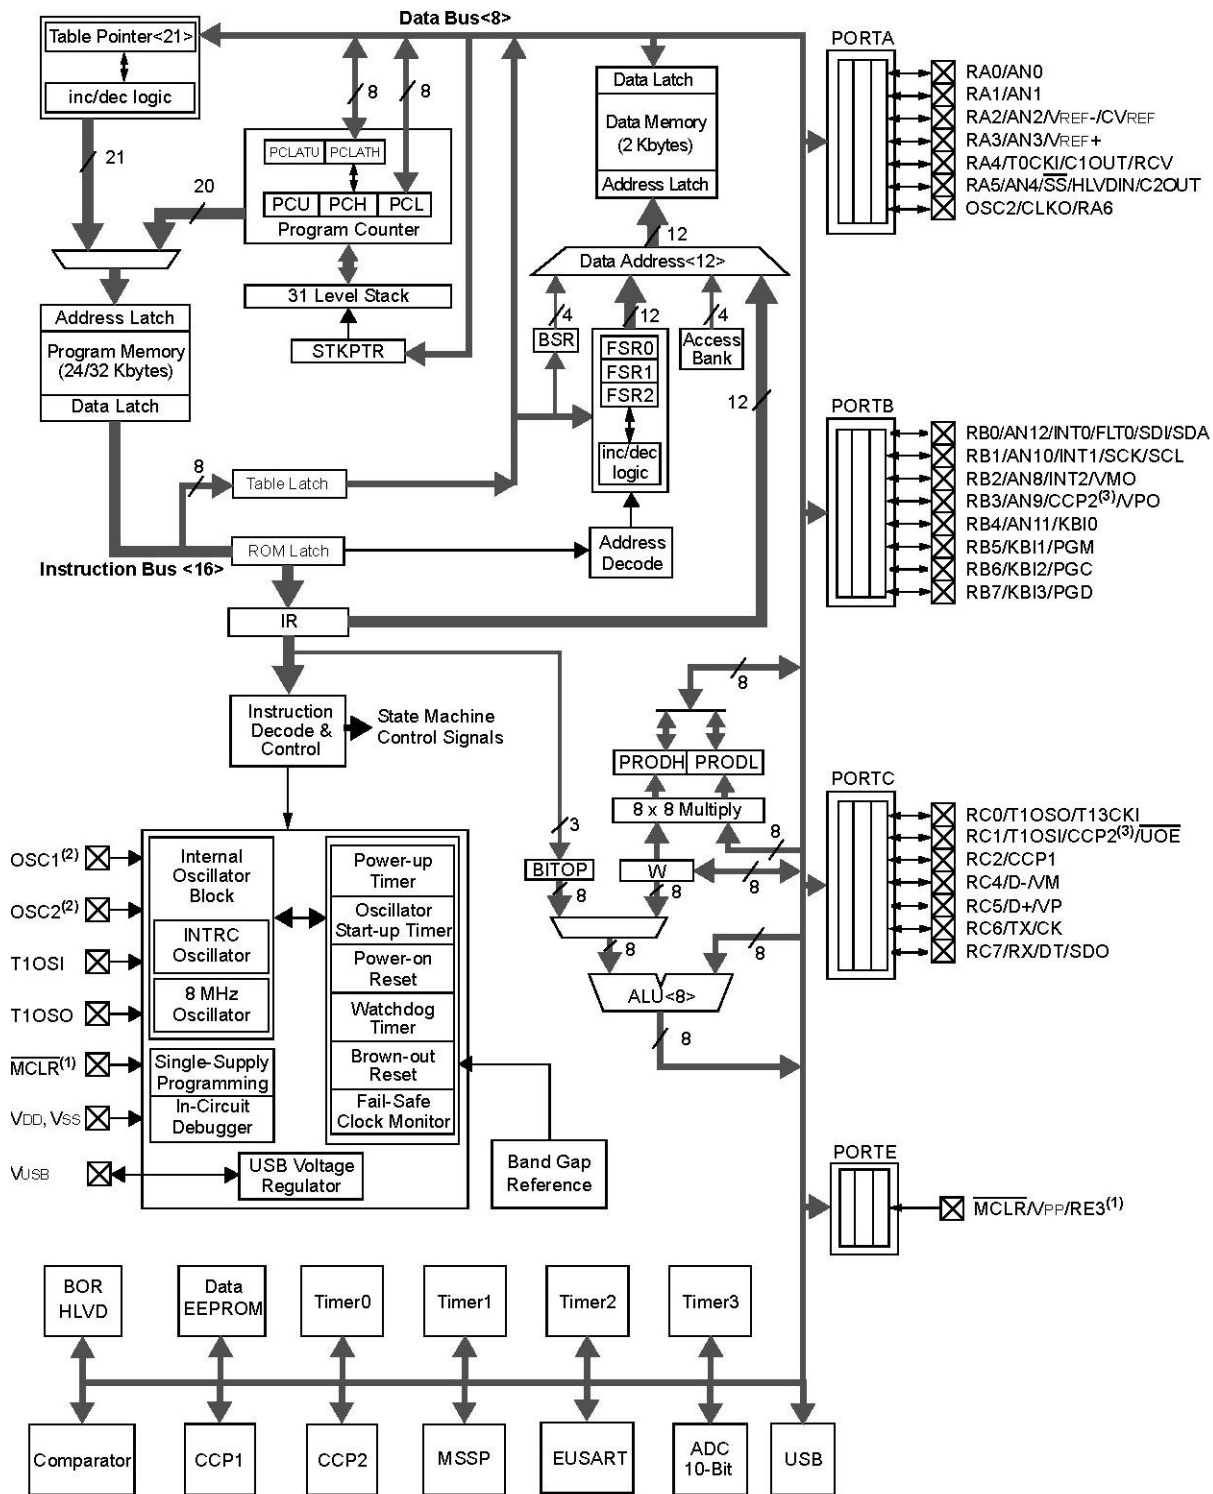 Data Bus<8>
Table Pointer<21>
inc/dec logic
21
20
8
8
PCLATU PCLATH
PCU PCH PCL
Program Counter
31 Level Stack
STKPTR
Address Latch
Program Memory
(24/32 Kbytes)
Data Latch
8
Table Latch
ROM Latch
Instruction Bus <16>
IR
Data Latch
Data Memory
(2 Kbytes)
Address Latch
12
Data Address<12>
4
12
4
BSR
FSR0
FSR1
FSR2
inc/dec
logic
Access
Bank
12
Address
Decode
Instruction
Decode &
Control
State Machine
Control Signals
8
PRODH PRODL
8 x 8 Multiply
3
8
BITOP
W
8
8
8
8
8
ALU<8>
8
OSC1(2)
OSC2(2)
T1OSI
T1OSO
MCLR(1)
VDD, VSS
VUSB
Internal
Oscillator
Block
INTRC
Oscillator
8 MHz
Oscillator
Single-Supply
Programming
In-Circuit
Debugger
Power-up
Timer
Oscillator
Start-up Timer
Power-on
Reset
Watchdog
Timer
Brown-out
Reset
Fail-Safe
Clock Monitor
USB Voltage
Regulator
Band Gap
Reference
PORTA
RA0/AN0
RA1/AN1
RA2/AN2/VREF-/CVREF
RA3/AN3/VREF+
RA4/T0CKI/C1OUT/RCV
RA5/AN4/SS/HLVDIN/C2OUT
OSC2/CLKO/RA6
PORTB
RB0/AN12/INT0/FLT0/SDI/SDA
RB1/AN10/INT1/SCK/SCL
RB2/AN8/INT2/VMO
RB3/AN9/CCP2(3)/VPO
RB4/AN11/KBI0
RB5/KBI1/PGM
RB6/KBI2/PGC
RB7/KBI3/PGD
PORTC
RC0/T1OSO/T13CKI
RC1/T1OSI/CCP2(3)/UOE
RC2/CCP1
RC4/D-/VM
RC5/D+/VP
RC6/TX/CK
RC7/RX/DT/SDO
PORTE
MCLR/VPP/RE3(1)
BOR
HLVD
Data
EEPROM
Timer0
Timer1
Timer2
Timer3
Comparator
CCP1
CCP2
MSSP
EUSART
ADC
10-Bit
USB